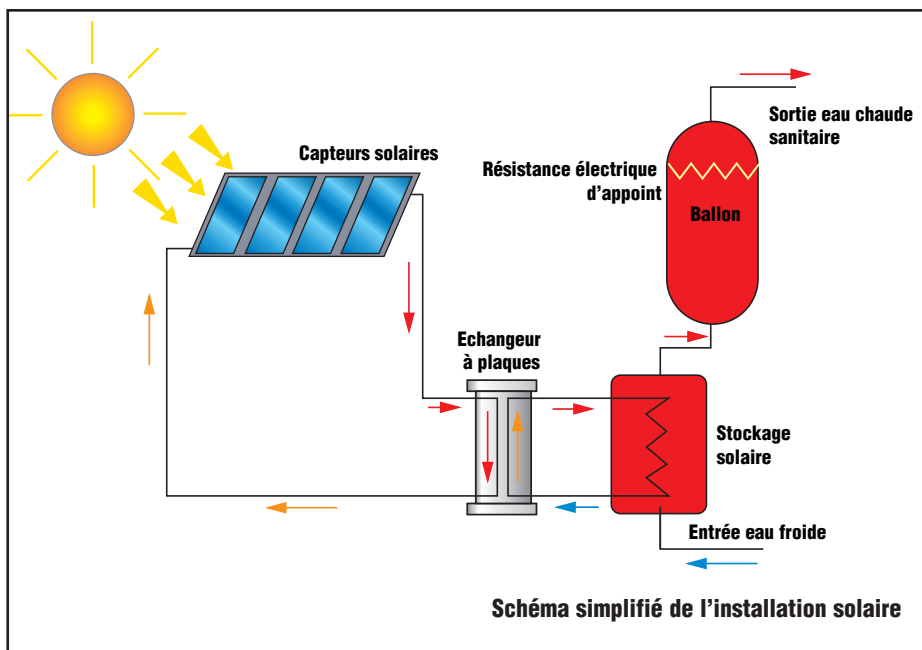 Capteurs solaires
Sortie eau chaude
sanitaire
Résistance électrique
d'appoint
Ballon
Echangeur
à plaques
Stockage
solaire
Entrée eau froide
Schéma simplifié de l'installation solaire